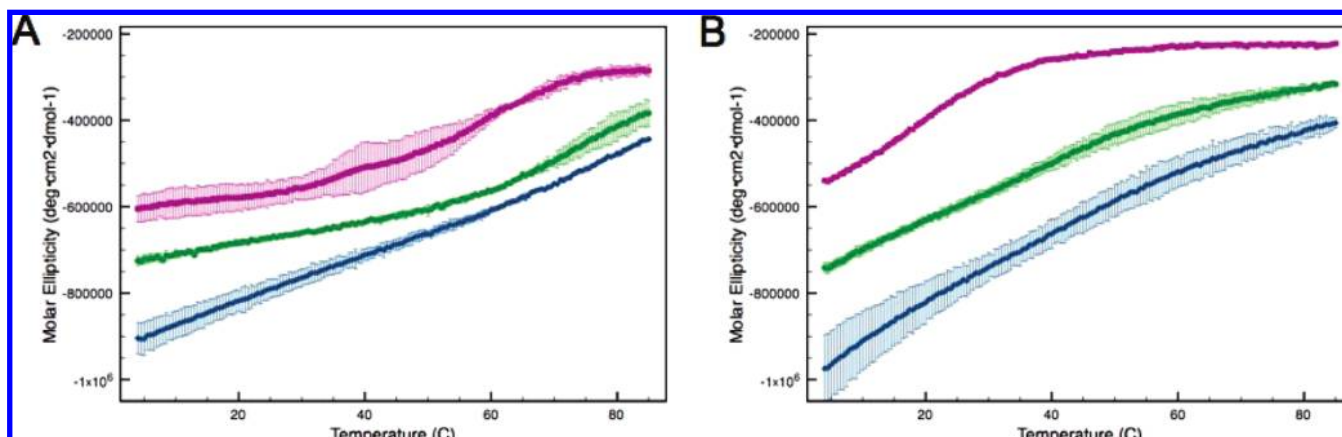 A
B
Molar Ellipticity (deg·cm2·dmol-1)
-200000
-400000
-600000
-800000
-1x10⁶
20
40
60
80
Temperature (C)
Molar Ellipticity (deg·cm2·dmol-1)
-200000
-400000
-600000
-800000
-1x10⁶
20
40
60
80
Temperature (C)